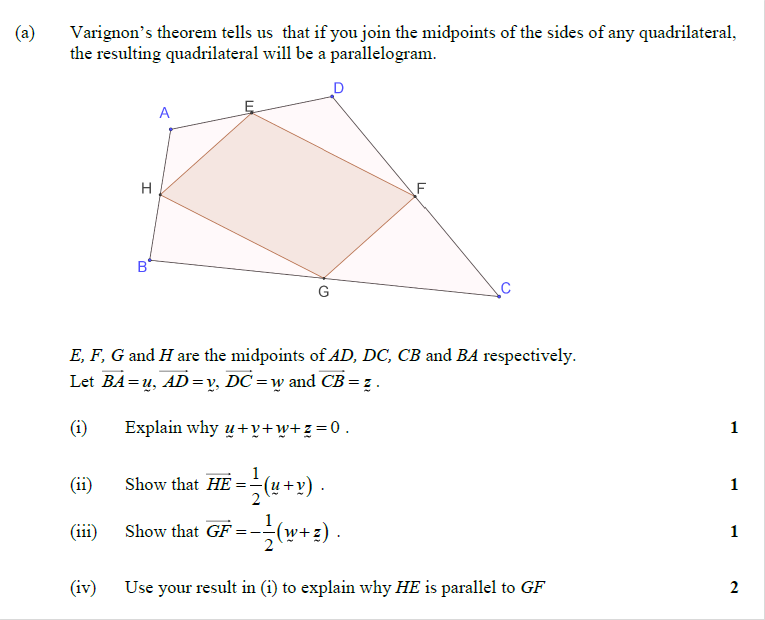 (a) Varignon's theorem tells us that if you join the midpoints of the sides of any quadrilateral,
the resulting quadrilateral will be a parallelogram.
D
E
A
H
F
B
G
C
E, F, G and H are the midpoints of AD, DC, CB and BA respectively.
Let $\overrightarrow{BA} = \underset{\sim}{u}$, $\overrightarrow{AD} = \underset{\sim}{v}$, $\overrightarrow{DC} = \underset{\sim}{w}$ and $\overrightarrow{CB} = \underset{\sim}{z}$ .
(i) Explain why $\underset{\sim}{u} + \underset{\sim}{v} + \underset{\sim}{w} + \underset{\sim}{z} = 0$ . 1
(ii) Show that $\overrightarrow{HE} = \frac{1}{2}(\underset{\sim}{u} + \underset{\sim}{v})$ . 1
(iii) Show that $\overrightarrow{GF} = -\frac{1}{2}(\underset{\sim}{w} + \underset{\sim}{z})$ . 1
(iv) Use your result in (i) to explain why HE is parallel to GF 2